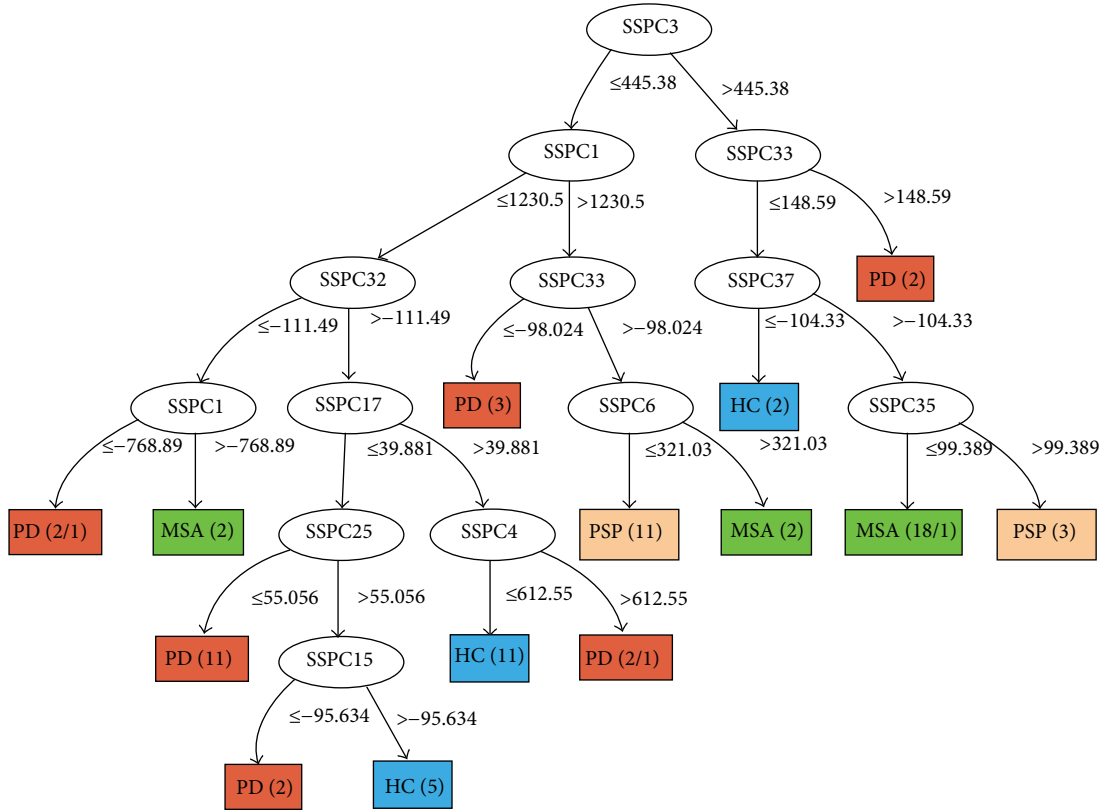 SSPC3
≤445.38
>445.38
SSPC1
SSPC33
≤1230.5
>1230.5
≤148.59
>148.59
SSPC32
SSPC33
SSPC37
PD (2)
≤−111.49
>−111.49
≤−98.024
>−98.024
≤−104.33
>−104.33
SSPC1
SSPC17
PD (3)
SSPC6
HC (2)
SSPC35
≤−768.89
>−768.89
≤39.881
>39.881
≤321.03
>321.03
≤99.389
>99.389
PD (2/1)
MSA (2)
SSPC25
SSPC4
PSP (11)
MSA (2)
MSA (18/1)
PSP (3)
≤55.056
>55.056
≤612.55
>612.55
PD (11)
SSPC15
HC (11)
PD (2/1)
≤−95.634
>−95.634
PD (2)
HC (5)